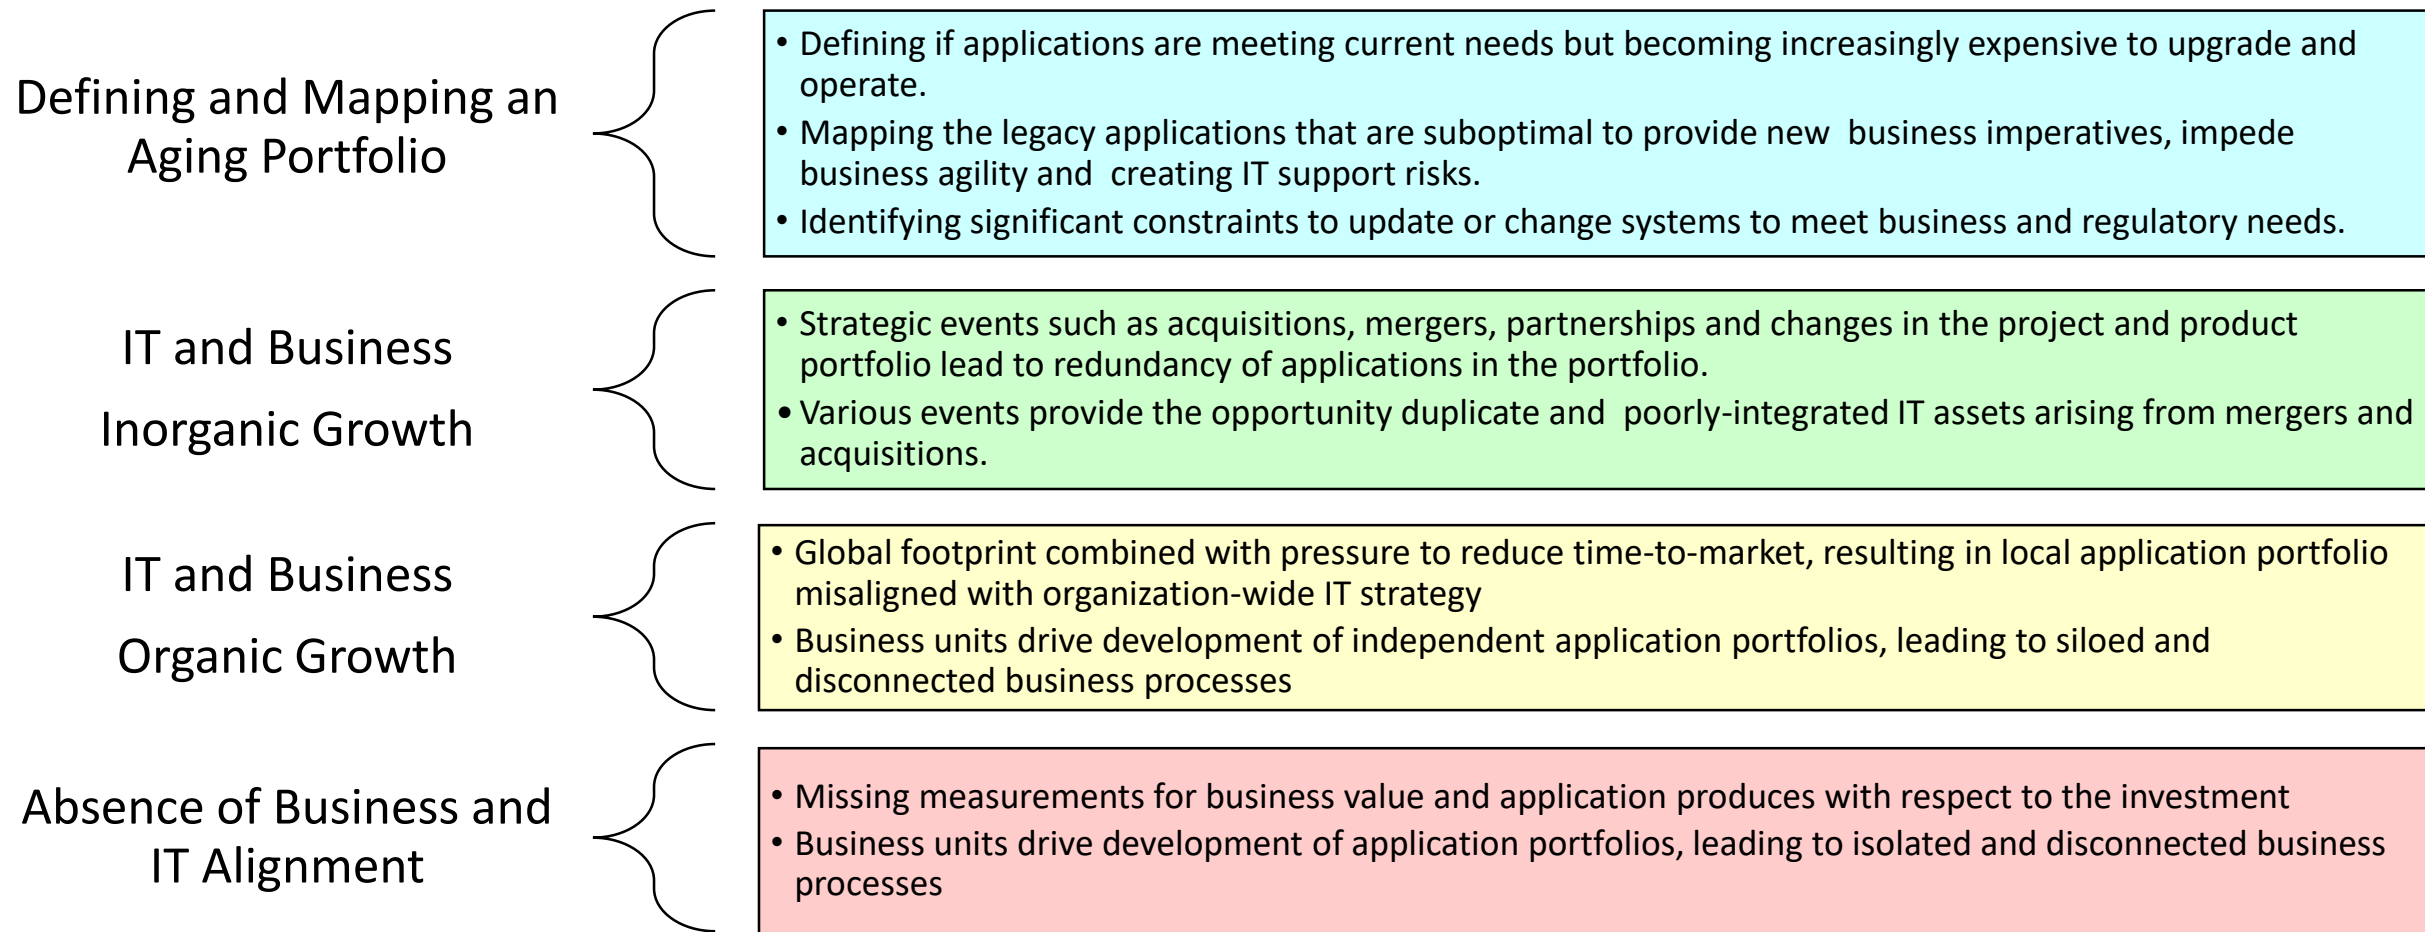 Defining and Mapping an
Aging Portfolio
• Defining if applications are meeting current needs but becoming increasingly expensive to upgrade and
operate.
• Mapping the legacy applications that are suboptimal to provide new  business imperatives, impede
business agility and  creating IT support risks.
• Identifying significant constraints to update or change systems to meet business and regulatory needs.
IT and Business
Inorganic Growth
• Strategic events such as acquisitions, mergers, partnerships and changes in the project and product
portfolio lead to redundancy of applications in the portfolio.
• Various events provide the opportunity duplicate and  poorly-integrated IT assets arising from mergers and
acquisitions.
IT and Business
Organic Growth
• Global footprint combined with pressure to reduce time-to-market, resulting in local application portfolio
misaligned with organization-wide IT strategy
• Business units drive development of independent application portfolios, leading to siloed and
disconnected business processes
Absence of Business and
IT Alignment
• Missing measurements for business value and application produces with respect to the investment
• Business units drive development of application portfolios, leading to isolated and disconnected business
processes